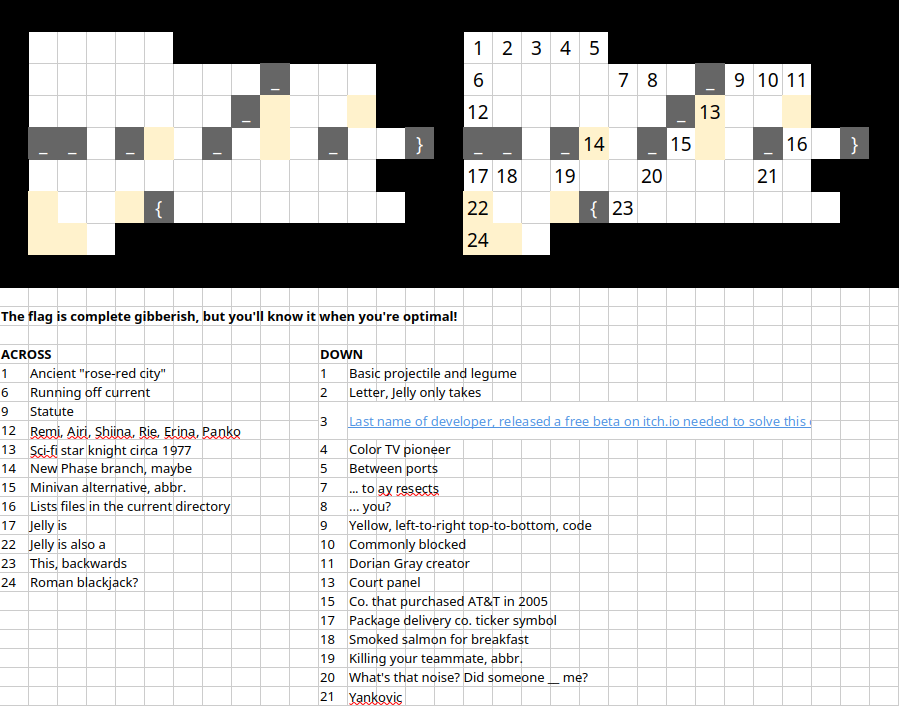 1 2 3 4 5
_ 6 7 8 _ 9 10 11
_ 12 _ 13
_ _ _ _ _ } _ _ _ 14 _ 15 _ 16 }
17 18 19 20 21
{ 22 { 23
24
The flag is complete gibberish, but you'll know it when you're optimal!
ACROSS DOWN
1 Ancient "rose-red city" 1 Basic projectile and legume
6 Running off current 2 Letter, Jelly only takes
9 Statute
3 Last name of developer, released a free beta on itch.io needed to solve this c
12 Remi, Airi, Shiina, Rie, Erina, Panko
13 Sci-fi star knight circa 1977 4 Color TV pioneer
14 New Phase branch, maybe 5 Between ports
15 Minivan alternative, abbr. 7 ... to ay resects
16 Lists files in the current directory 8 ... you?
17 Jelly is 9 Yellow, left-to-right top-to-bottom, code
22 Jelly is also a 10 Commonly blocked
23 This, backwards 11 Dorian Gray creator
24 Roman blackjack? 13 Court panel
15 Co. that purchased AT&T in 2005
17 Package delivery co. ticker symbol
18 Smoked salmon for breakfast
19 Killing your teammate, abbr.
20 What's that noise? Did someone __ me?
21 Yankovic